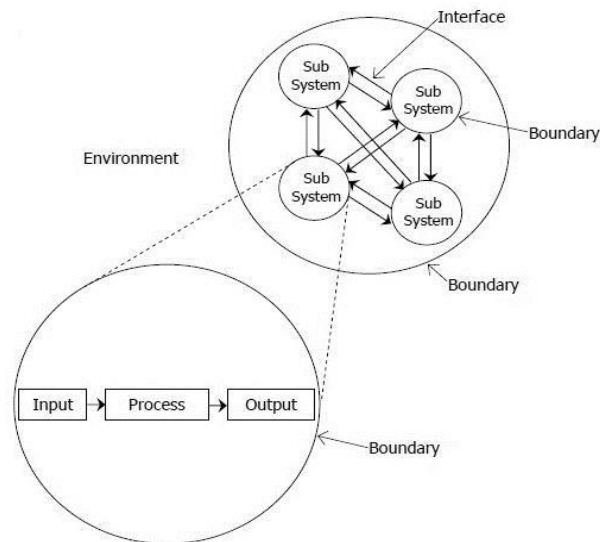 Interface
Sub
System
Sub
System
Boundary
Environment
Sub
System
Sub
System
Boundary
Input
Process
Output
Boundary